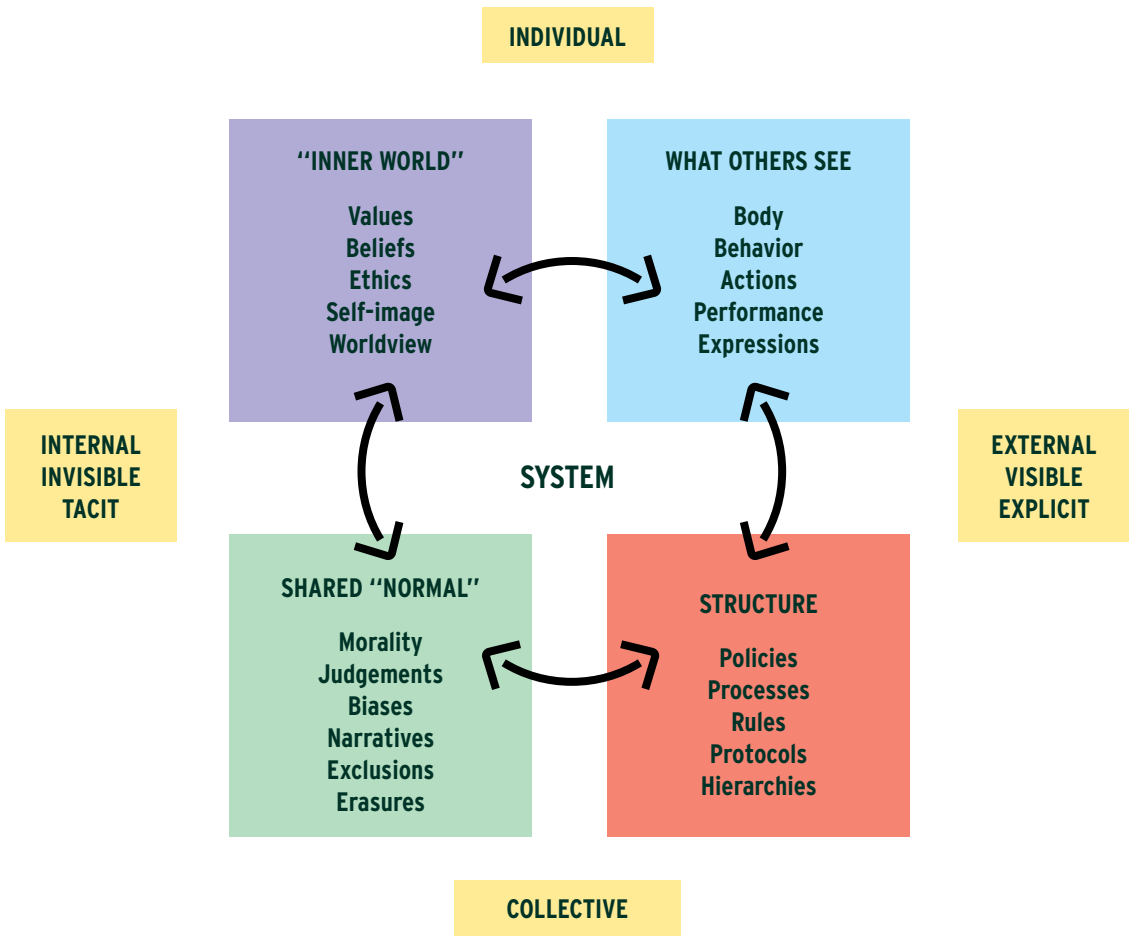 INDIVIDUAL
‘‘INNER WORLD’’
Values
Beliefs
Ethics
Self-image
Worldview
WHAT OTHERS SEE
Body
Behavior
Actions
Performance
Expressions
INTERNAL
INVISIBLE
TACIT
SYSTEM
EXTERNAL
VISIBLE
EXPLICIT
SHARED ‘‘NORMAL’’
Morality
Judgements
Biases
Narratives
Exclusions
Erasures
STRUCTURE
Policies
Processes
Rules
Protocols
Hierarchies
COLLECTIVE